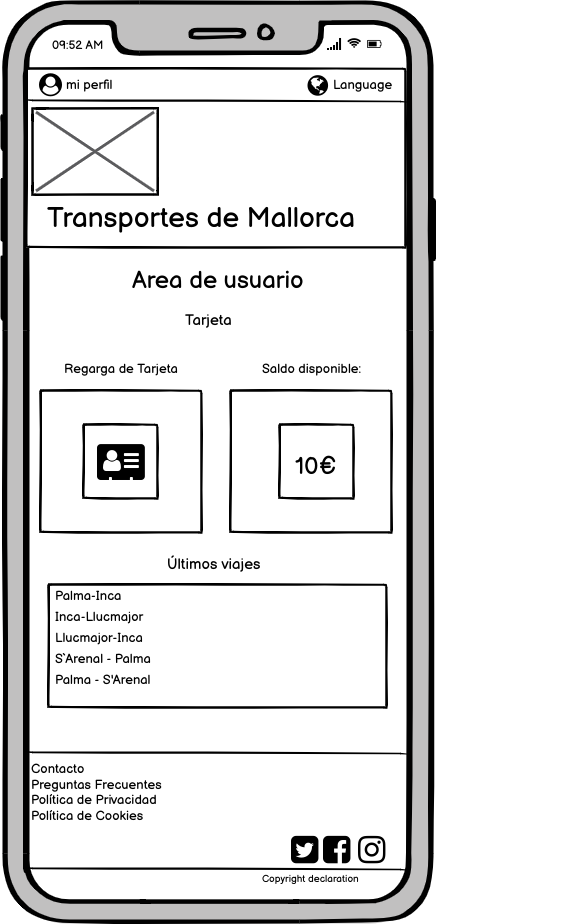 09:52 AM
mi perfil
Language
Transportes de Mallorca
Area de usuario
Tarjeta
Regarga de Tarjeta
Saldo disponible:
10€
Últimos viajes
Palma-Inca
Inca-Llucmajor
Llucmajor-Inca
S`Arenal - Palma
Palma - S'Arenal
Contacto
Preguntas Frecuentes
Política de Privacidad
Política de Cookies
Copyright declaration